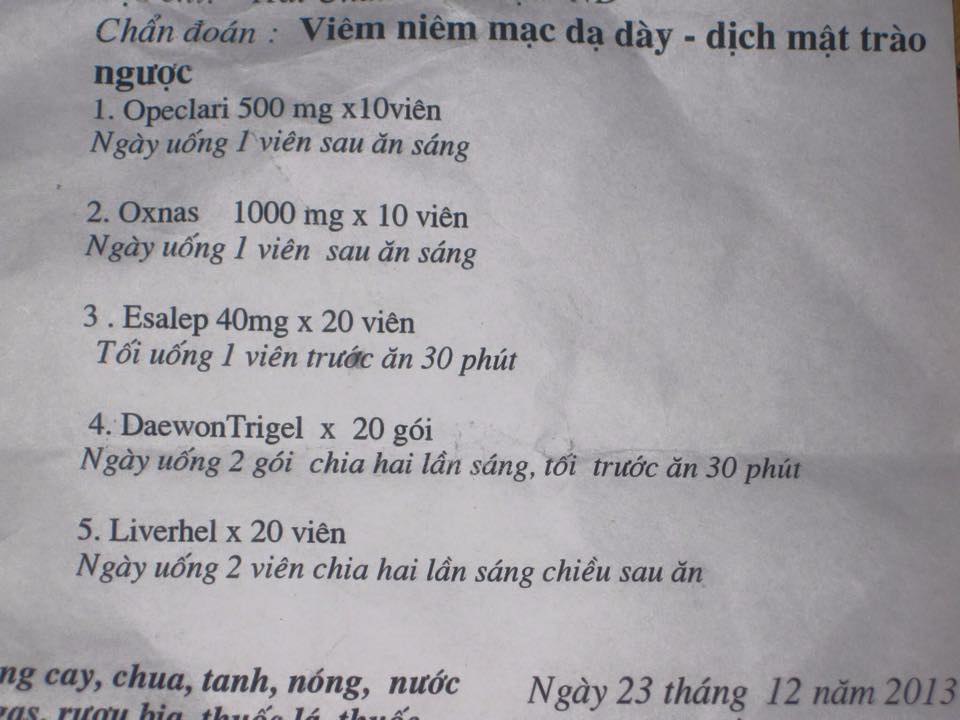 Chẩn đoán : Viêm niêm mạc dạ dày - dịch mật trào
ngược
1. Opeclari 500 mg x10viên
Ngày uống 1 viên sau ăn sáng
2. Oxnas 1000 mg x 10 viên
Ngày uống 1 viên sau ăn sáng
3 . Esalep 40mg x 20 viên
Tối uống 1 viên trước ăn 30 phút
4. DaewonTrigel x 20 gói
Ngày uống 2 gói chia hai lần sáng, tối trước ăn 30 phút
5. Liverhel x 20 viên
Ngày uống 2 viên chia hai lần sáng chiều sau ăn
cay, chua, tanh, nóng, nước
Ngày 23 tháng 12 năm 2013
rượu bia, thuốc lá, thuốc